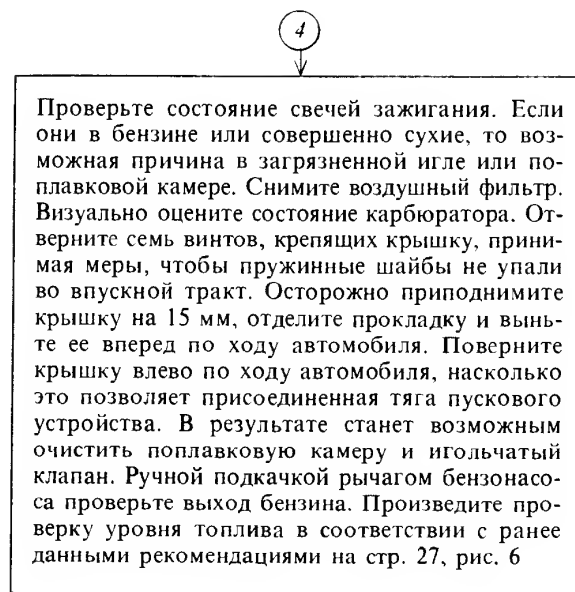 4
Проверьте состояние свечей зажигания. Если
они в бензине или совершенно сухие, то воз-
можная причина в загрязненной игле или по-
плавковой камере. Снимите воздушный фильтр.
Визуально оцените состояние карбюратора. От-
верните семь винтов, крепящих крышку, прини-
мая меры, чтобы пружинные шайбы не упали
во впускной тракт. Осторожно приподнимите
крышку на 15 мм, отделите прокладку и вынь-
те ее вперед по ходу автомобиля. Поверните
крышку влево по ходу автомобиля, насколько
это позволяет присоединенная тяга пускового
устройства. В результате станет возможным
очистить поплавковую камеру и игольчатый
клапан. Ручной подкачкой рычагом бензонасо-
са проверьте выход бензина. Произведите про-
верку уровня топлива в соответствии с ранее
данными рекомендациями на стр. 27, рис. 6